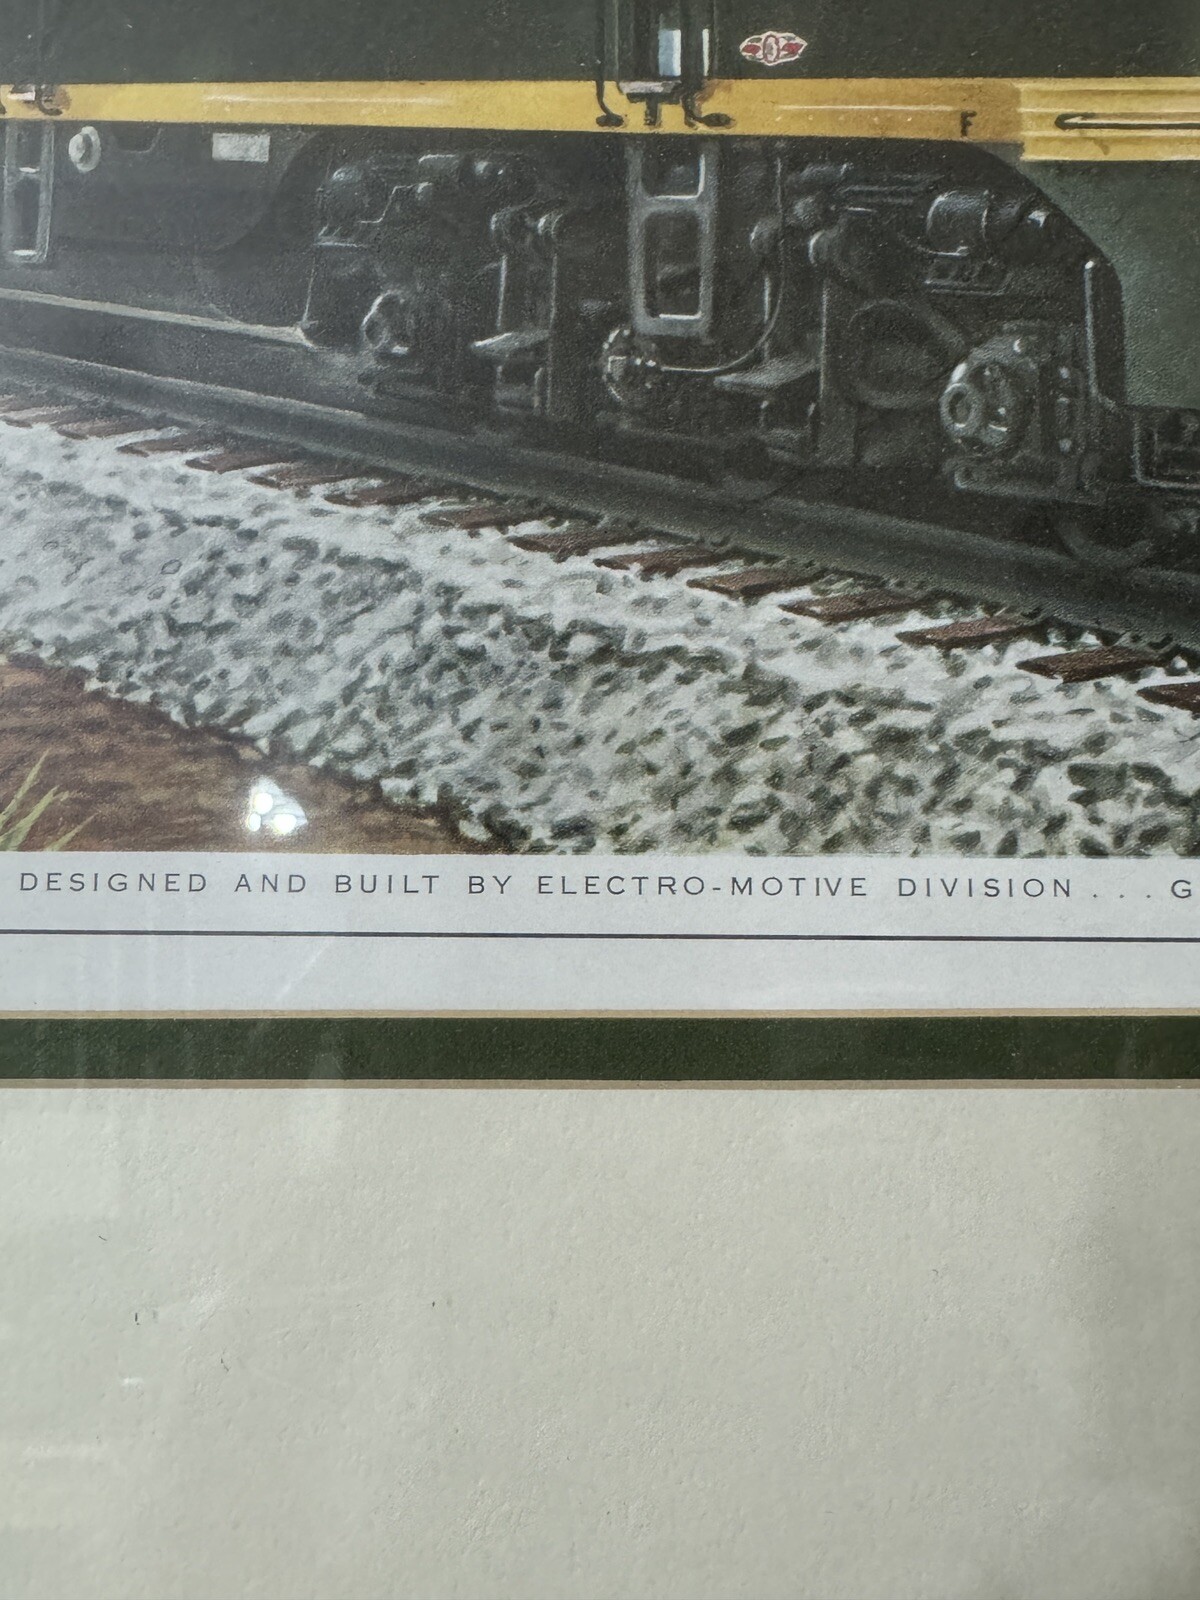 F
DESIGNED AND BUILT BY ELECTRO-MOTIVE DIVISION . . . G